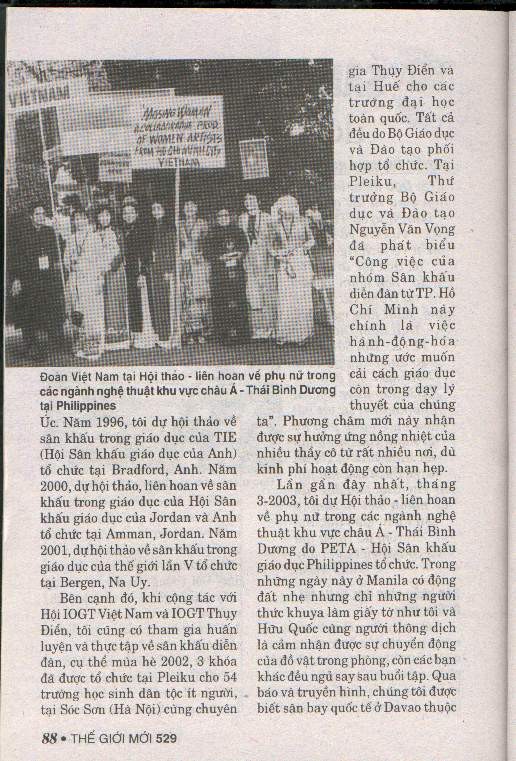 VIETNAM
MOSING WOMAN
A COLLABORATIVE PROD.
OF WOMEN ARTISTS
FROM HO CHI MINH CITY
VIETNAM
Đoàn Việt Nam tại Hội thảo - liên hoan về phụ nữ trong
các ngành nghệ thuật khu vực châu Á - Thái Bình Dương
tại Philippines
Úc. Năm 1996, tôi dự hội thảo về
sân khấu trong giáo dục của TIE
(Hội Sân khấu giáo dục của Anh)
tổ chức tại Bradford, Anh. Năm
2000, dự hội thảo, liên hoan về sân
khấu trong giáo dục của Hội Sân
khấu giáo dục của Jordan và Anh
tổ chức tại Amman, Jordan. Năm
2001, dự hội thảo về sân khấu trong
giáo dục của thế giới lần V tổ chức
tại Bergen, Na Uy.
Bên cạnh đó, khi cộng tác với
Hội IOGT Việt Nam và IOGT Thụy
Điển, tôi cũng có tham gia huấn
luyện và thực tập về sân khấu diễn
đàn, cụ thể mùa hè 2002, 3 khóa
đã được tổ chức tại Pleiku cho 54
trường học sinh dân tộc ít người,
tại Sóc Sơn (Hà Nội) cùng chuyên
gia Thụy Điển và
tại Huế cho các
trường đại học
toàn quốc. Tất cả
đều do Bộ Giáo dục
và Đào tạo phối
hợp tổ chức. Tại
Pleiku, Thứ
trưởng Bộ Giáo
dục và Đào tạo
Nguyễn Văn Vọng
đã phát biểu
"Công việc của
nhóm Sân khấu
diễn đàn từ TP. Hồ
Chí Minh này
chính là việc
hành-động-hóa
những ước muốn
cải cách giáo dục
còn trong dạy lý
thuyết của chúng
ta". Phương châm mới này nhận
được sự hưởng ứng nồng nhiệt của
nhiều thầy cô từ rất nhiều nơi, dù
kinh phí hoạt động còn hạn hẹp.
Lần gần đây nhất, tháng
3-2003, tôi dự Hội thảo - liên hoan
về phụ nữ trong các ngành nghệ
thuật khu vực châu Á - Thái Bình
Dương do PETA - Hội Sân khấu
giáo dục Philippines tổ chức. Trong
những ngày này ở Manila có động
đất nhẹ nhưng chỉ những người
thức khuya làm giấy tờ như tôi và
Hữu Quốc cùng người thông dịch
là cảm nhận được sự chuyển động
của đồ vật trong phòng, còn các bạn
khác đều ngủ say sau buổi tập. Qua
báo và truyền hình, chúng tôi được
biết sân bay quốc tế ở Davao thuộc
88 • THẾ GIỚI MỚI 529